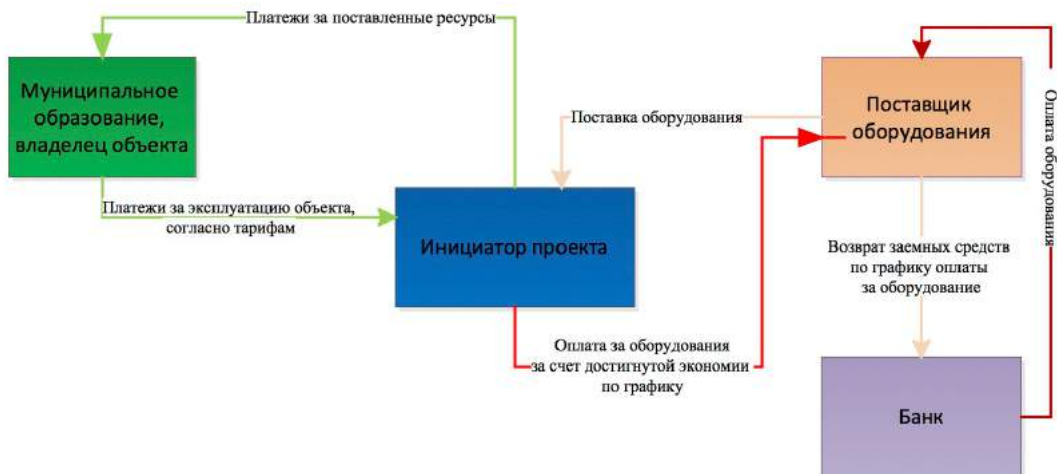 Платежи за поставленные ресурсы
Муниципальное
образование,
владелец объекта
Поставщик
оборудования
Оплата оборудования
Поставка оборудования
Платежи за эксплуатацию объекта,
согласно тарифам
Инициатор проекта
Возврат заемных средств
по графику оплаты
за оборудование
Оплата за оборудования
за счет достигнутой экономии
по графику
Банк